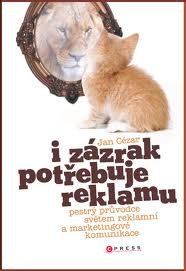 Jan Cézar
i zázrak
potřebuje
reklamu
pestrý průvodce
světem reklamní
a marketingové
komunikace
CPRESS